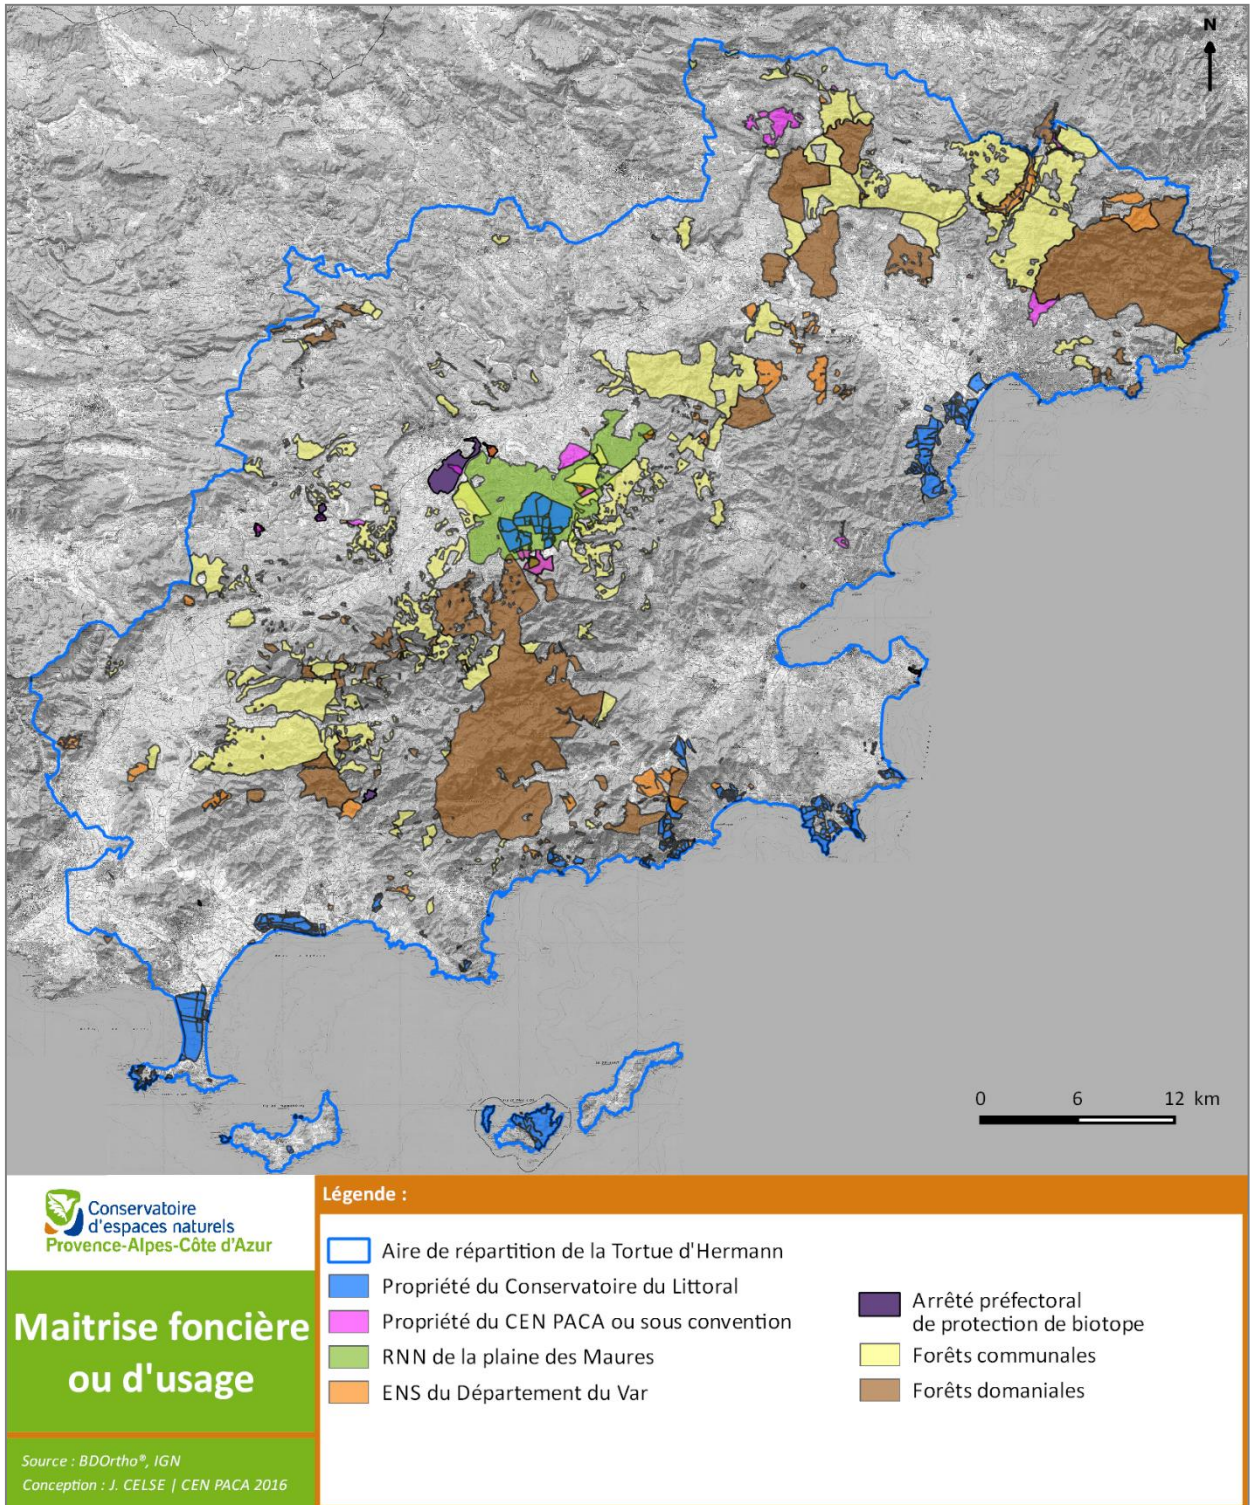 N
0 6 12 km
Conservatoire
d'espaces naturels
Provence-Alpes-Côte d'Azur
Maitrise foncière
ou d'usage
Source : BDOrtho®, IGN
Conception : J. CELSE | CEN PACA 2016
Légende :
Aire de répartition de la Tortue d'Hermann
Propriété du Conservatoire du Littoral
Propriété du CEN PACA ou sous convention
RNN de la plaine des Maures
ENS du Département du Var
Arrêté préfectoral
de protection de biotope
Forêts communales
Forêts domaniales